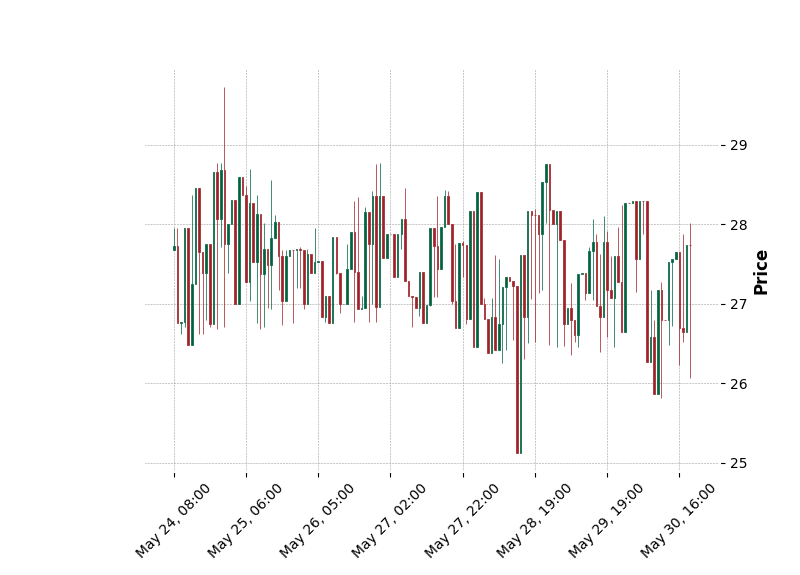 29
28
27
26
25
Price
May 24, 08:00
May 25, 06:00
May 26, 05:00
May 27, 02:00
May 27, 22:00
May 28, 19:00
May 29, 19:00
May 30, 16:00